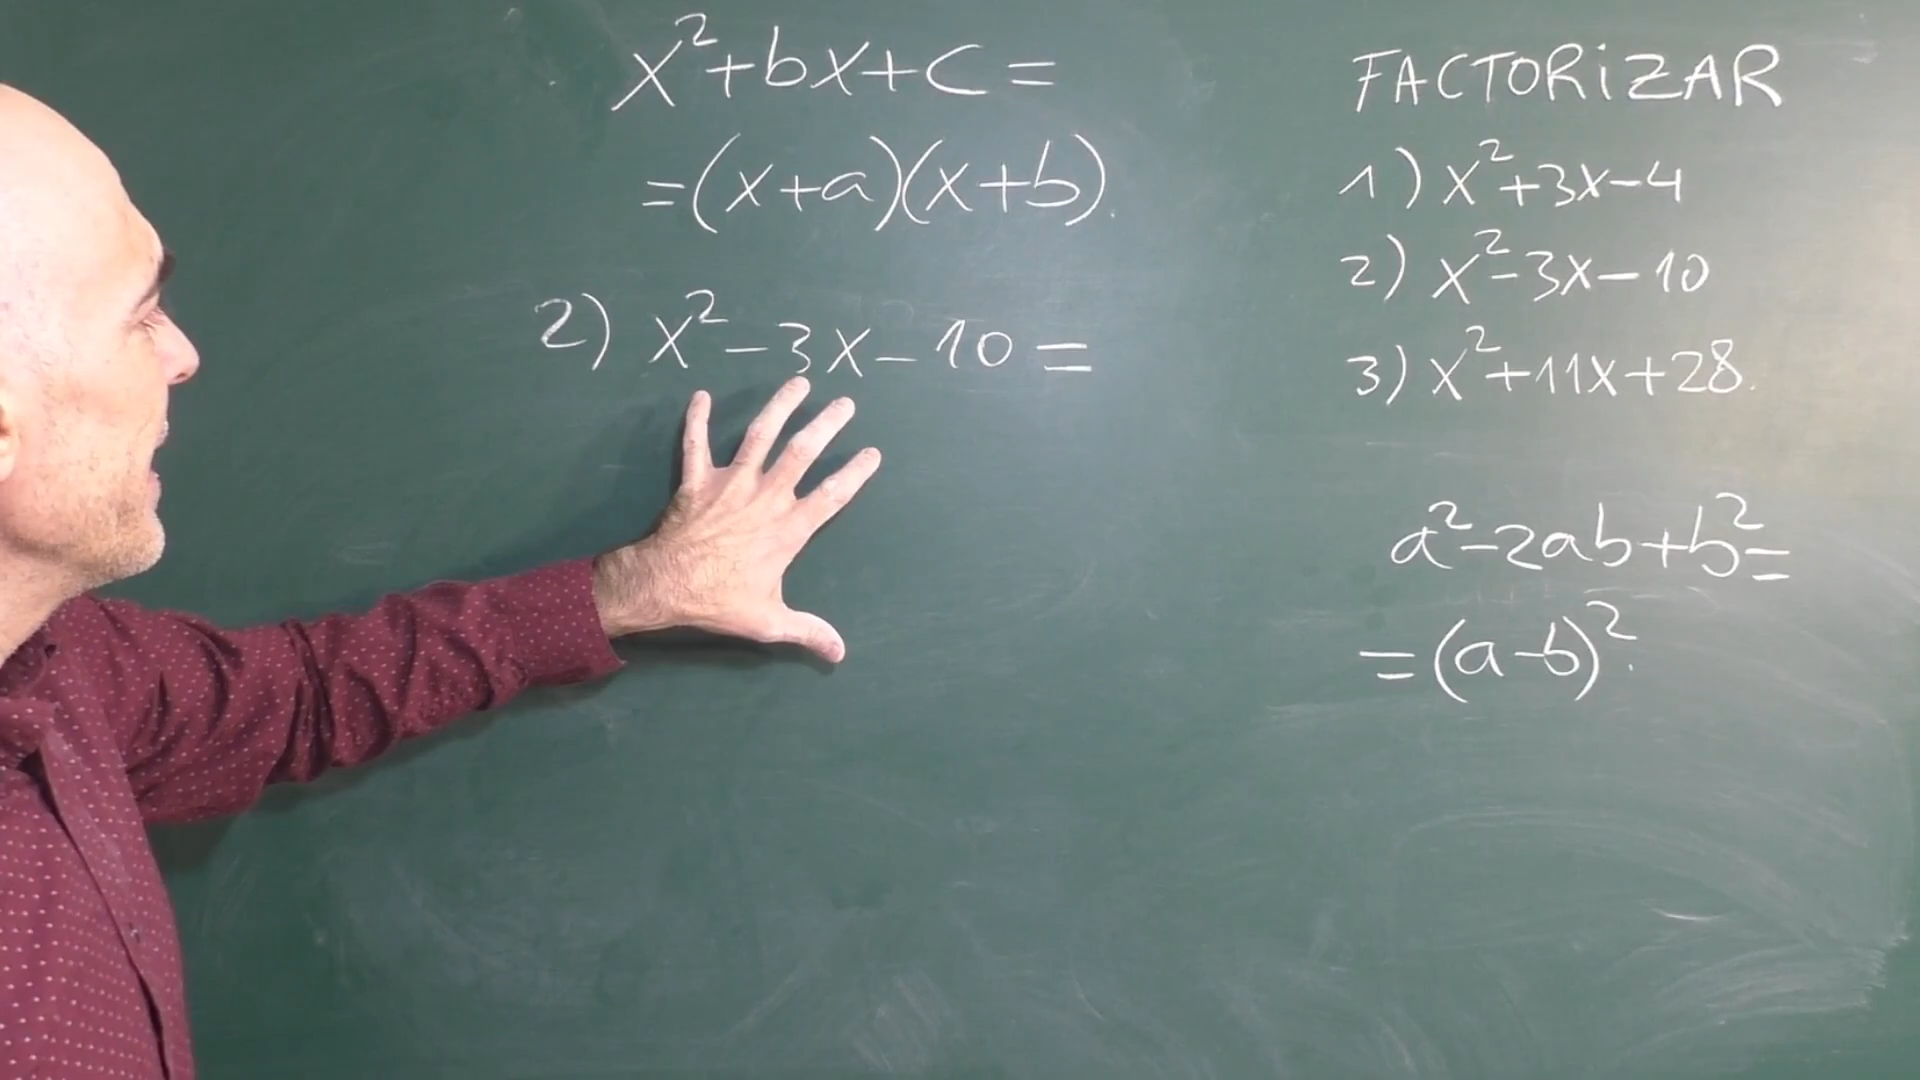 x²+bx+c=
=(x+a)(x+b).
2) x²-3x-10=
FACTORiZAR
1) x²+3x-4
2) x²-3x-10
3) x²+11x+28.
a²-2ab+b²=
=(a-b)².